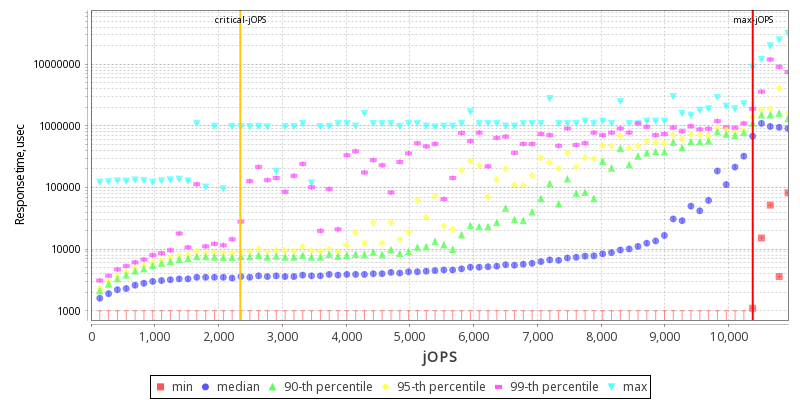 critical-jOPS max-jOPS
10000000
1000000
100000
10000
1000
Response time, usec
0 1,000 2,000 3,000 4,000 5,000 6,000 7,000 8,000 9,000 10,000
jOPS
min median 90-th percentile 95-th percentile 99-th percentile max